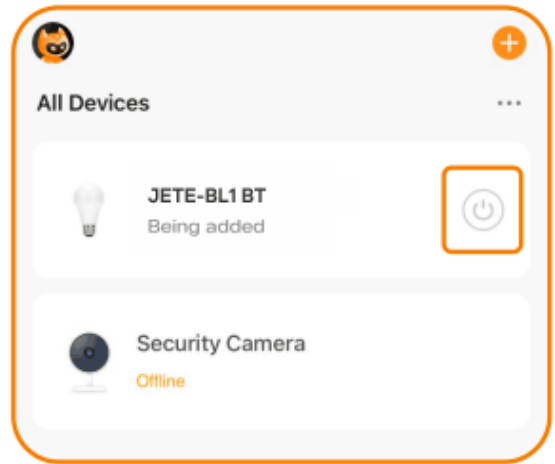 All Devices
JETE-BL1 BT
Being added
Security Camera
Offline